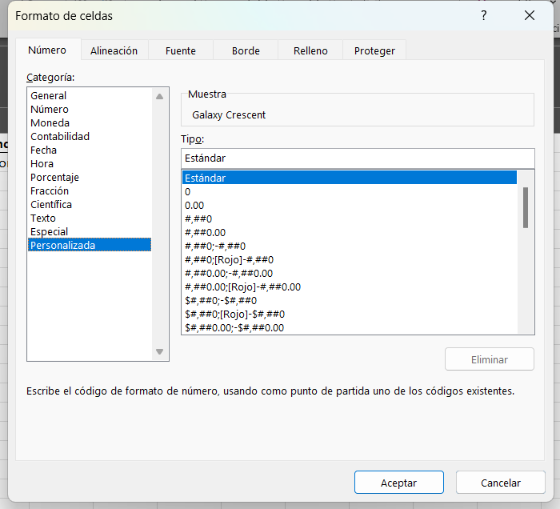 Formato de celdas
?
Número Alineación Fuente Borde Relleno Proteger
Categoría:
General
Número
Moneda
Contabilidad
Fecha
Hora
Porcentaje
Fracción
Científica
Texto
Especial
Personalizada
Muestra
Galaxy Crescent
Tipo:
Estándar
Estándar
0
0.00
#,##0
#,##0.00
#,##0;-#,##0
#,##0;[Rojo]-#,##0
#,##0.00;-#,##0.00
#,##0.00;[Rojo]-#,##0.00
$#,##0;-$#,##0
$#,##0;[Rojo]-$#,##0
$#,##0.00;-$#,##0.00
Eliminar
Escribe el código de formato de número, usando como punto de partida uno de los códigos existentes.
Aceptar Cancelar